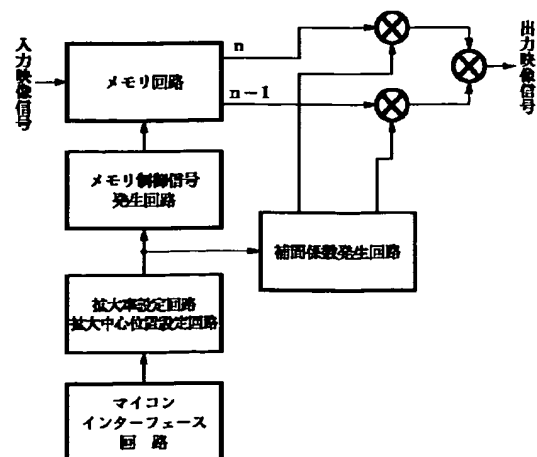 入力映像信号
メモリ回路
n
n-1
出力映像信号
メモリ制御信号
発生回路
補間係数発生回路
拡大率設定回路
拡大中心位置設定回路
マイコン
インターフェース
回 路